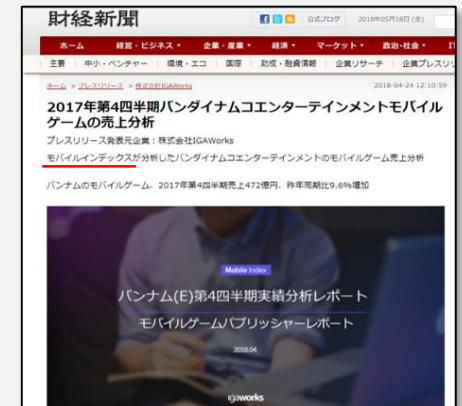 財経新聞
公式ブログ 2018年05月18日(金)
ホーム 経営・ビジネス 企業・産業 経済 マーケット 政治・社会
主要 中小・ベンチャー 環境・エコ 国際 助成・融資情報 企業リサーチ 企業プレスリリ
ホーム > プレスリリース > 株式会社IGAWorks
2018-04-24 12:10:59
2017年第4四半期バンダイナムコエンターテインメントモバイル
ゲームの売上分析
プレスリリース発表元企業:株式会社IGAWorks
モバイルインデックスが分析したバンダイナムコエンターテインメントのモバイルゲーム売上分析
バンナムのモバイルゲーム、2017年第4四半期売上472億円、昨年同期比9.6%増加
Mobile Index
バンナム(E)第4四半期実績分析レポート
モバイルゲームパブリッシャーレポート
2018.04
igaworks